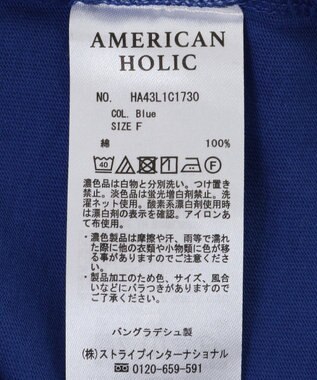 AMERICAN
HOLIC
NO. HA43L1C1730
COL. Blue
SIZE F
綿 100%
40
F
濃色品は白物と分別洗い。つけ置き
禁止。淡色は蛍光増白剤禁止。洗
濯ネット使用。酸素系漂白剤使用時
は漂白剤の表示を確認。アイロンあ
て布使用。
・濃色製品は摩擦や汗、雨等で濡れ
た際に他の衣類や小物類に色が移
る事がありますのでご注意くださ
い。
・製品加工のため色、サイズ、風合
いなどにバラつきがありますので
ご了承ください。
バングラデシュ製
(株)ストライプインターナショナル
0120-659-591